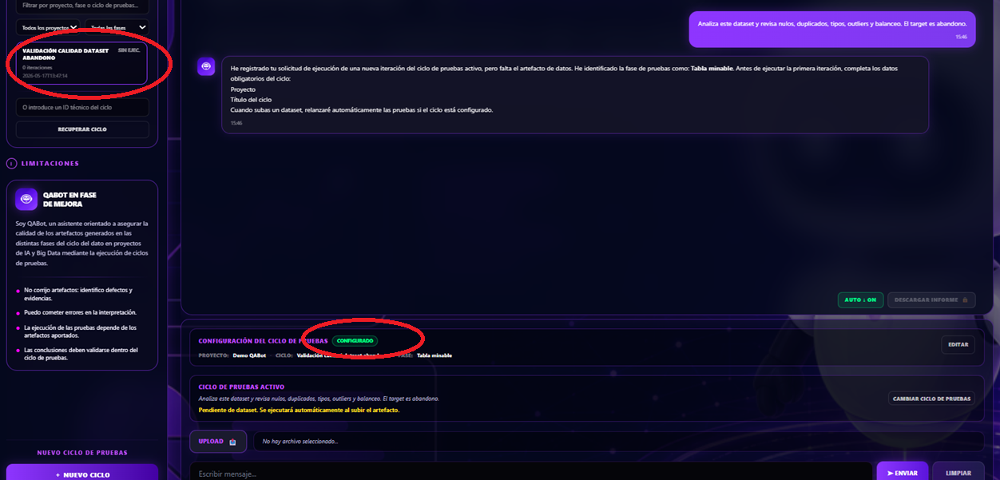 Filtrar por proyecto, fase o ciclo de pruebas...
Todos los proyectos
Todas las fases
VALIDACIÓN CALIDAD DATASET
ABANDONO
SIN EJEC.
0 iteraciones
2026-05-17T13:47:14
O introduce un ID técnico del ciclo
RECUPERAR CICLO
LIMITACIONES
QABOT EN FASE
DE MEJORA
Soy QABot, un asistente orientado a asegurar la
calidad de los artefactos generados en las
distintas fases del ciclo del dato en proyectos
de IA y Big Data mediante la ejecución de ciclos
de pruebas.
No corrijo artefactos: identifico defectos y
evidencias.
Puedo cometer errores en la interpretación.
La ejecución de las pruebas depende de los
artefactos aportados.
Las conclusiones deben validarse dentro del
ciclo de pruebas.
NUEVO CICLO DE PRUEBAS
+ NUEVO CICLO
Analiza este dataset y revisa nulos, duplicados, tipos, outliers y balanceo. El target es abandono.
15:46
He registrado tu solicitud de ejecución de una nueva iteración del ciclo de pruebas activo, pero falta el artefacto de datos. He identificado la fase de pruebas como: Tabla minable. Antes de ejecutar la primera iteración, completa los datos
obligatorios del ciclo:
Proyecto
Título del ciclo
Cuando subas un dataset, relanzaré automáticamente las pruebas si el ciclo está configurado.
15:46
AUTO ↓ ON
DESCARGAR INFORME
CONFIGURACIÓN DEL CICLO DE PRUEBAS CONFIGURADO
PROYECTO: Demo QABot · CICLO: Validación dataset FASE: Tabla minable
EDITAR
CICLO DE PRUEBAS ACTIVO
Analiza este dataset y revisa nulos, duplicados, tipos, outliers y balanceo. El target es abandono.
Pendiente de dataset. Se ejecutará automáticamente al subir el artefacto.
CAMBIAR CICLO DE PRUEBAS
UPLOAD
No hay archivo seleccionado...
Escribir mensaje...
➤ ENVIAR
LIMPIAR